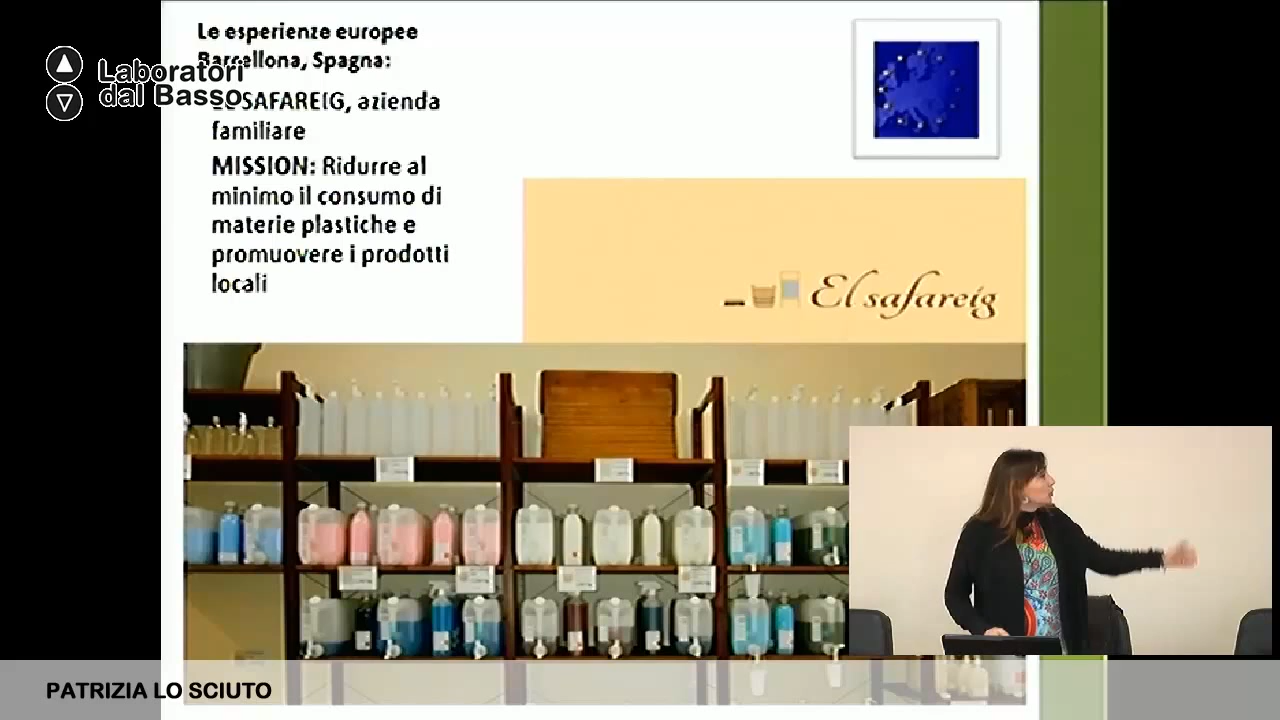 Le esperienze europee
Barcellona, Spagna:
Laboratori
dal Basso
SAFAREIG, azienda
familiare
MISSION: Ridurre al
minimo il consumo di
materie plastiche e
promuovere i prodotti
locali
El safareig
PATRIZIA LO SCIUTO